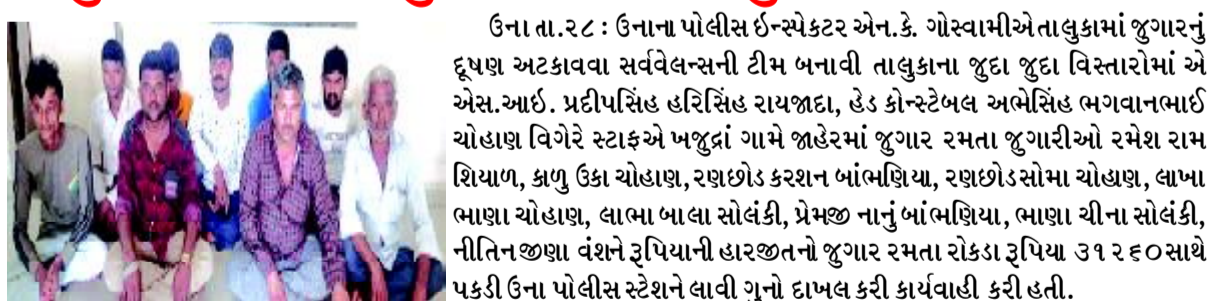 ઉના તા.૨૮ : ઉનાના પોલીસ ઇન્સ્પેકટર એન.કે. ગોસ્વામીએ તાલુકામાં જુગારનું
દૂષણ અટકાવવા સર્વવેલન્સની ટીમ બનાવી તાલુકાના જુદા જુદા વિસ્તારોમાં એ
એસ.આઇ. પ્રદીપસિંહ હરિસિંહ રાયજાદા, હેડ કોન્સ્ટેબલ અભેસિંહ ભગવાનભાઈ
ચોહાણ વિગેરે સ્ટાફએ ખજુદ્રાં ગામે જાહેરમાં જુગાર રમતા જુગારીઓ રમેશ રામ
શિયાળ, કાળુ ઉકા ચોહાણ, રણછોડ કરશન બાંભણિયા, રણછોડ સોમા ચોહાણ, લાખા
ભાણા ચોહાણ, લાભા બાલા સોલંકી, પ્રેમજી નાનું બાંભણિયા, ભાણા ચીના સોલંકી,
નીતિન જીણા વંશને રૂપિયાની હારજીતનો જુગાર રમતા રોકડા રૂપિયા ૩૧૨૬૦ સાથે
પકડી ઉના પોલીસ સ્ટેશને લાવી ગુનો દાખલ કરી કાર્યવાહી કરી હતી.